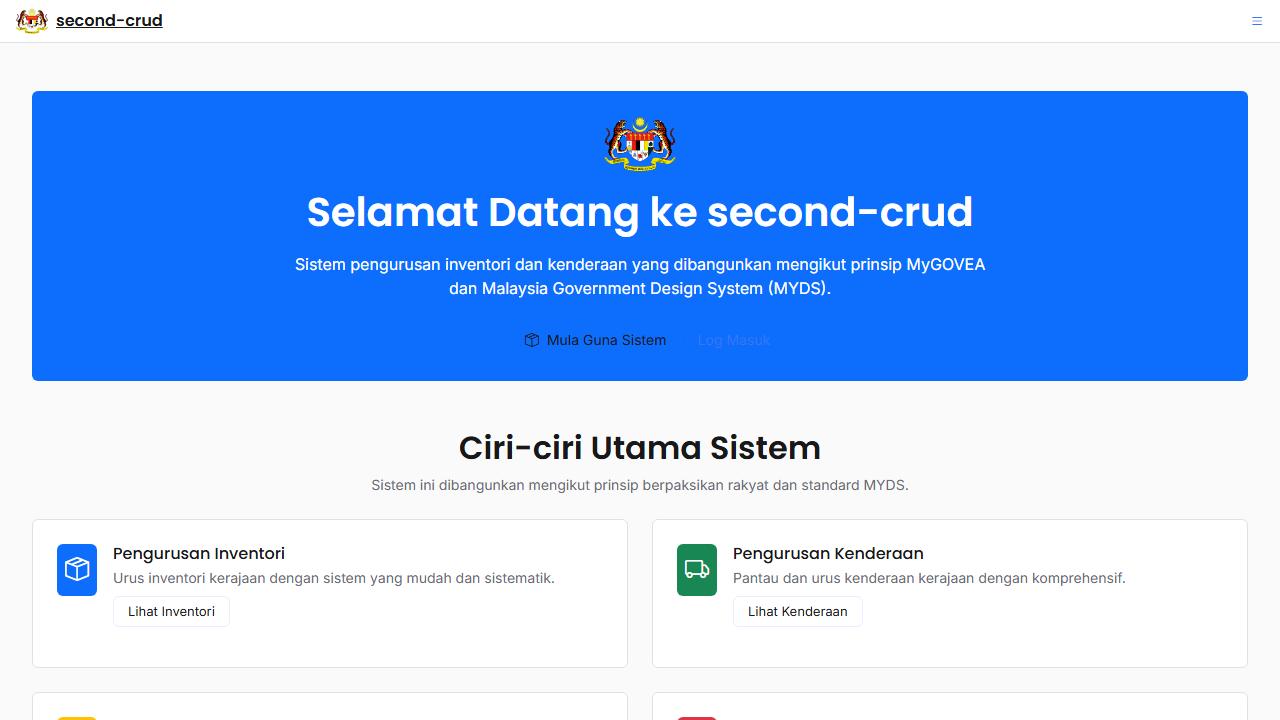 second-crud
Selamat Datang ke second-crud
Sistem pengurusan inventori dan kenderaan yang dibangunkan mengikut prinsip MyGOVEA
dan Malaysia Government Design System (MYDS).
Mula Guna Sistem
Log Masuk
Ciri-ciri Utama Sistem
Sistem ini dibangunkan mengikut prinsip berpaksikan rakyat dan standard MYDS.
Pengurusan Inventori
Urus inventori kerajaan dengan sistem yang mudah dan sistematik.
Lihat Inventori
Pengurusan Kenderaan
Pantau dan urus kenderaan kerajaan dengan komprehensif.
Lihat Kenderaan